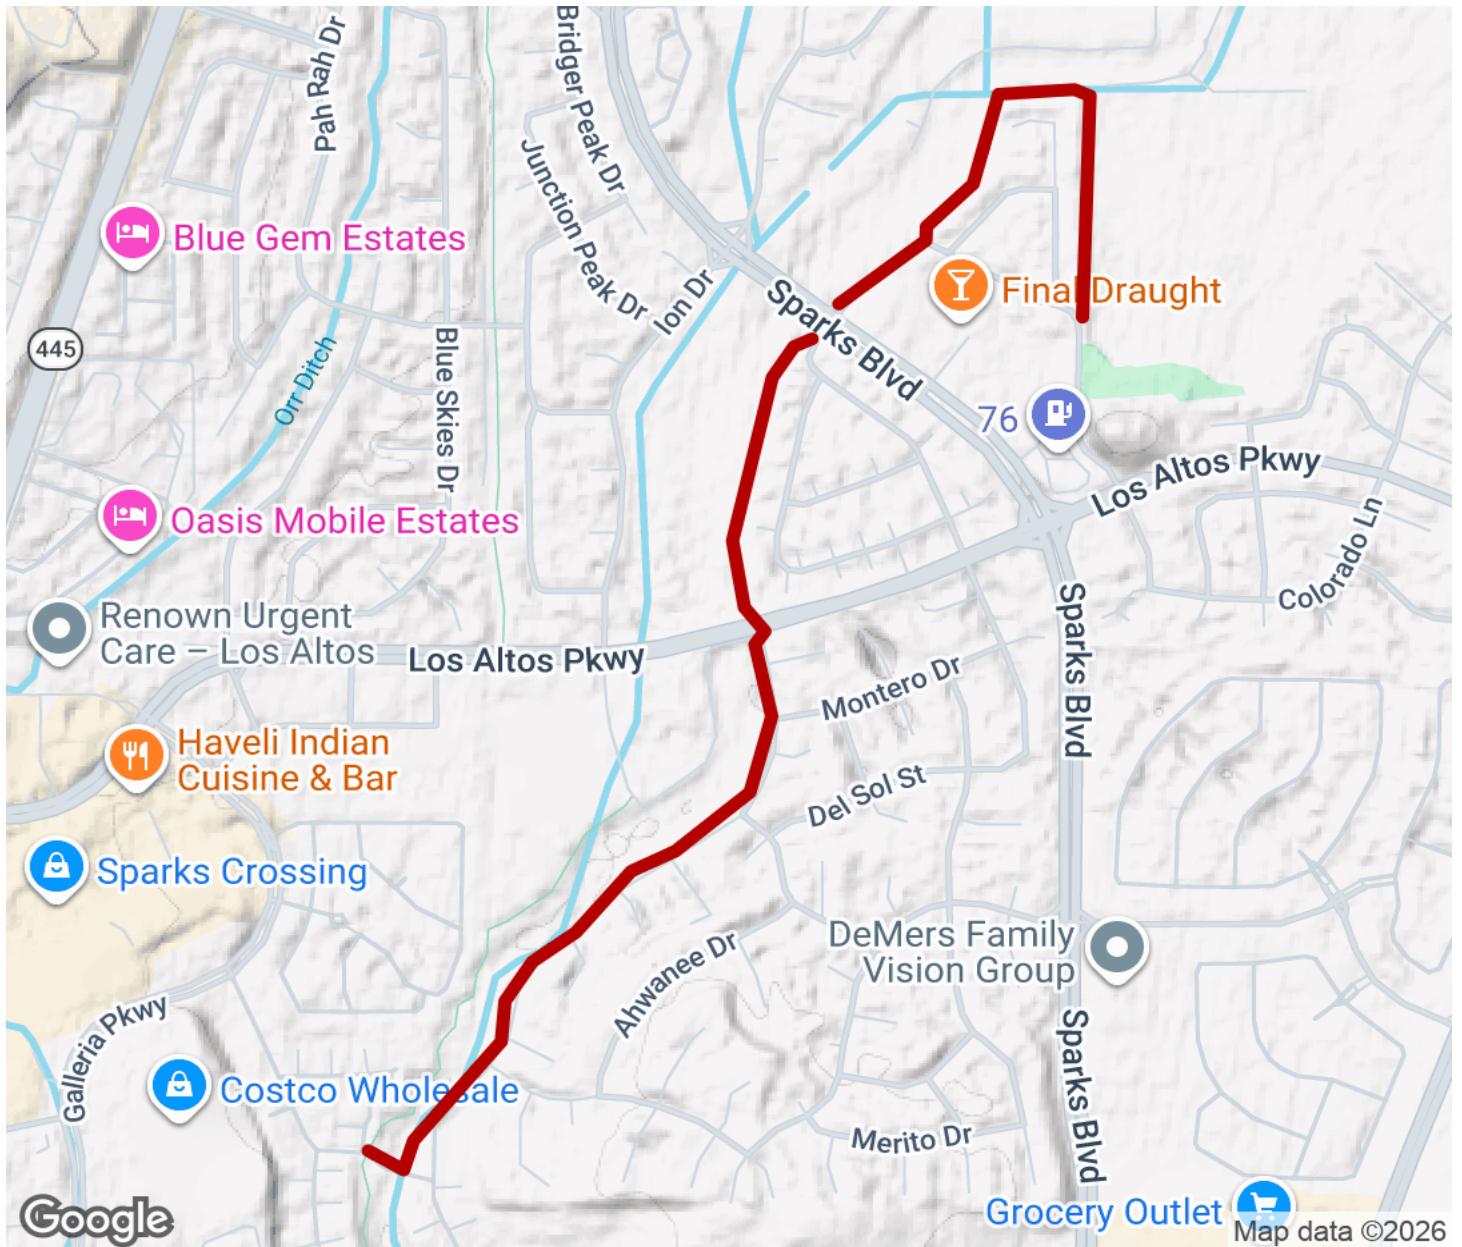 Pah Rah Dr
Bridger Peak Dr
Junction Peak Dr
Blue Gem Estates
Ion Dr
Sparks Blvd
Final Draught
445
Orr Ditch
Blue Skies Dr
76
Los Altos Pkwy
Oasis Mobile Estates
Colorado Ln
Renown Urgent
Care – Los Altos
Los Altos Pkwy
Sparks Blvd
Montero Dr
Haveli Indian
Cuisine & Bar
Del Sol St
Sparks Crossing
Ahwanee Dr
DeMers Family
Vision Group
Galleria Pkwy
Costco Wholesale
Sparks Blvd
Merito Dr
Grocery Outlet
Google
Map data ©2026